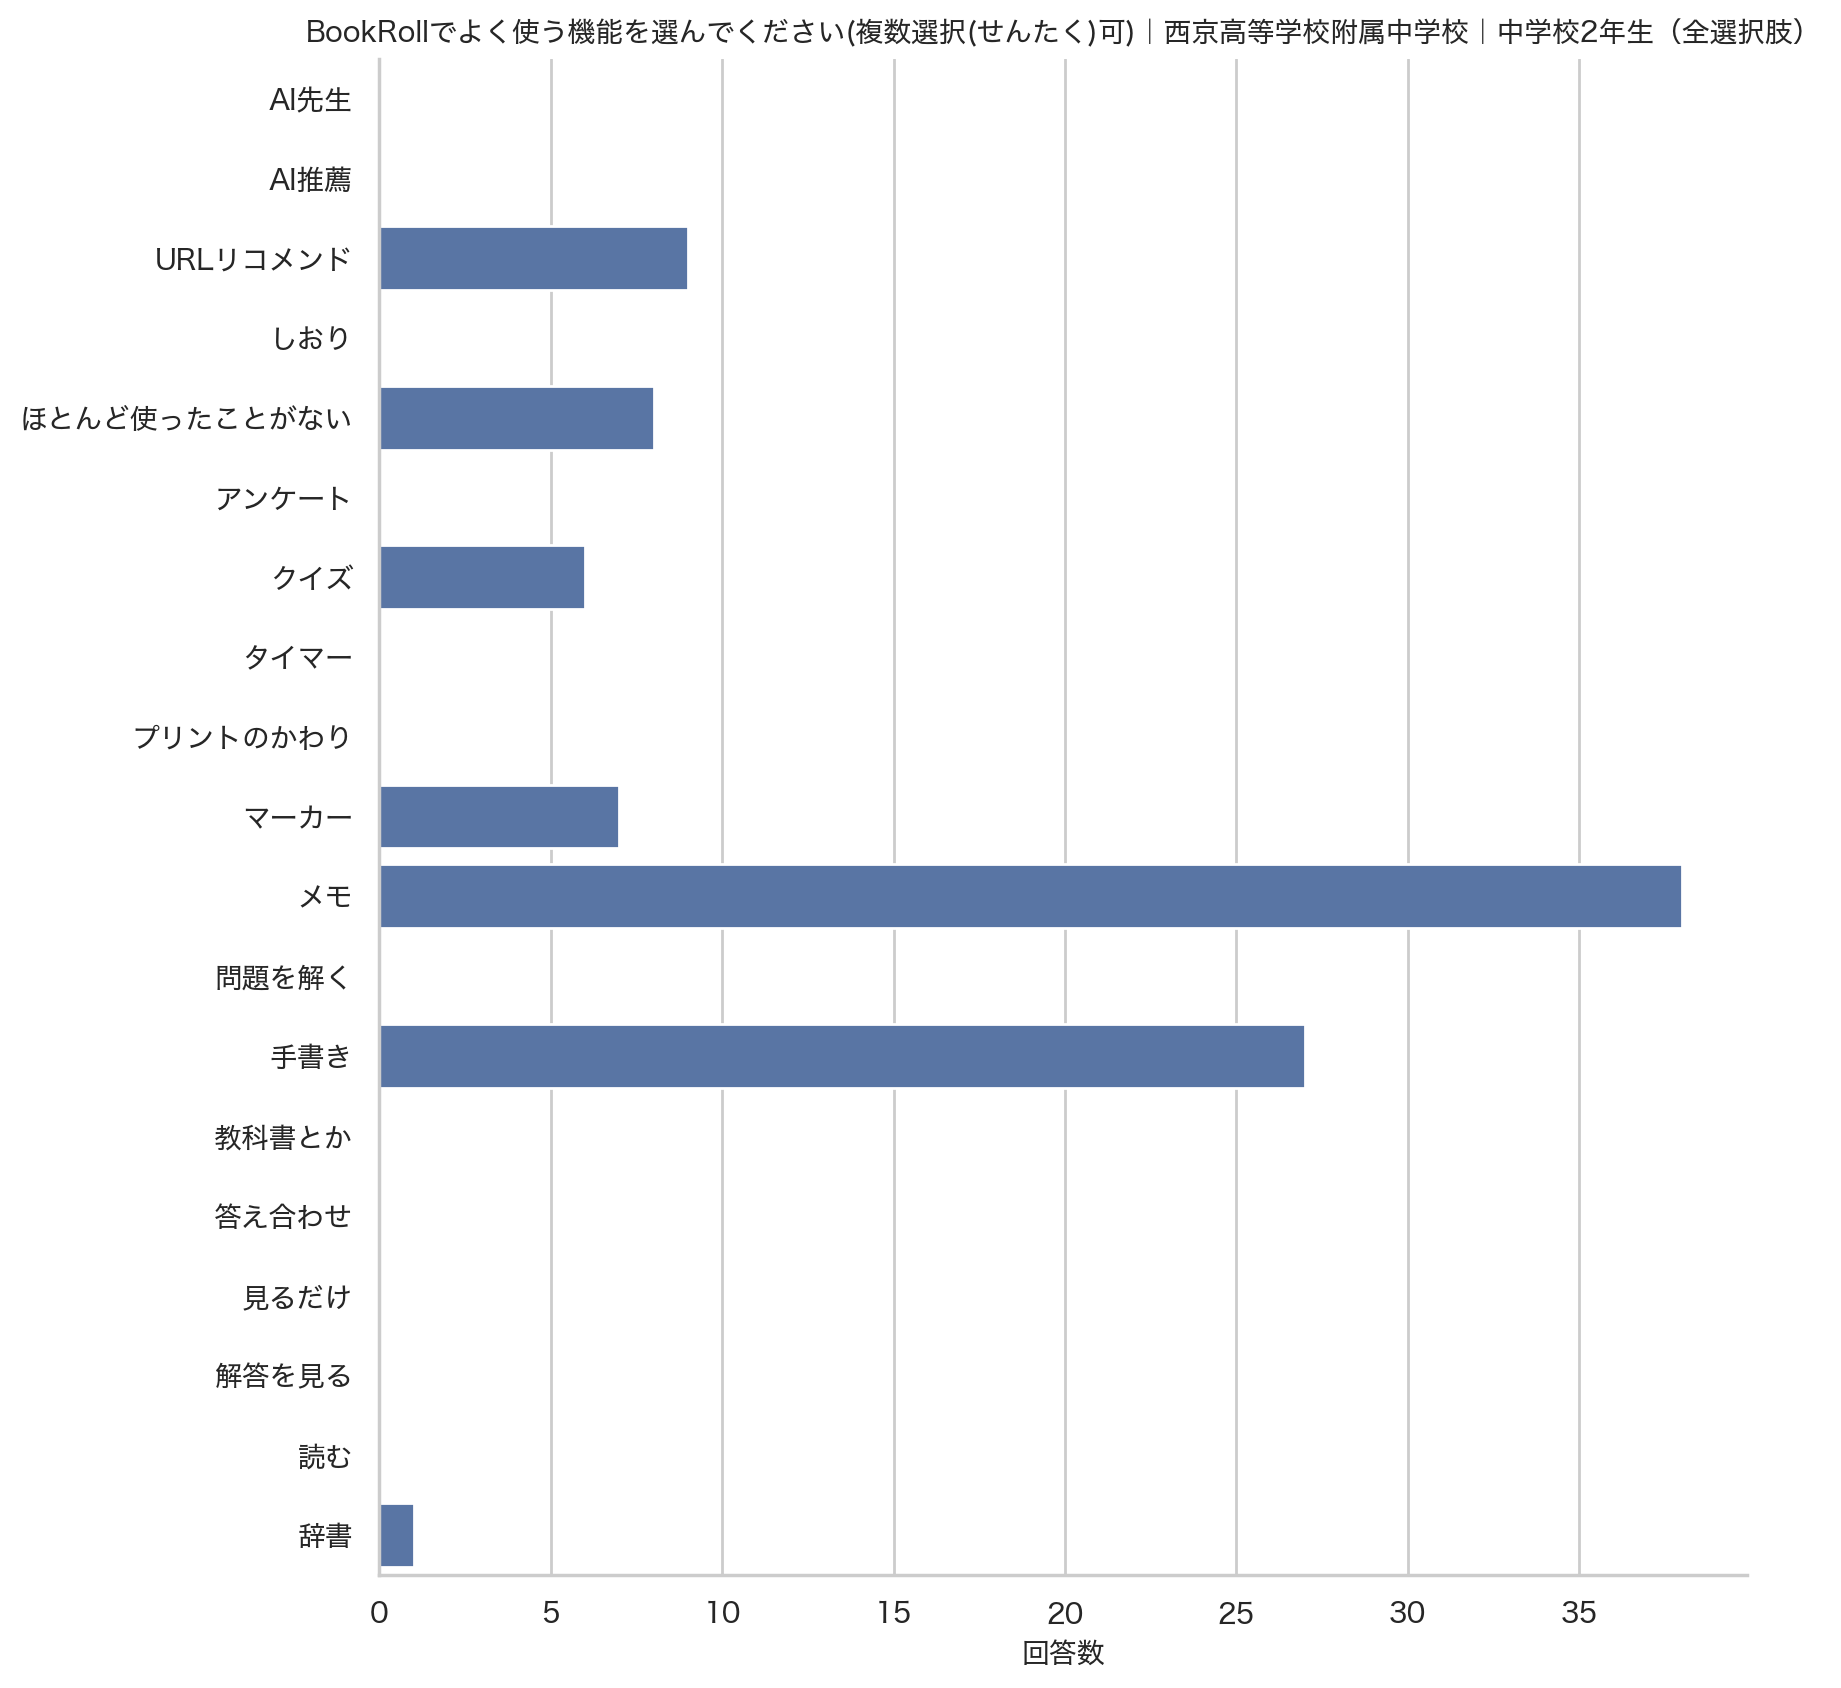 BookRollでよく使う機能を選んでください(複数選択(せんたく)可)｜西京高等学校附属中学校｜中学校2年生（全選択肢）
AI先生
AI推薦
URLリコメンド
しおり
ほとんど使ったことがない
アンケート
クイズ
タイマー
プリントのかわり
マーカー
メモ
問題を解く
手書き
教科書とか
答え合わせ
見るだけ
解答を見る
読む
辞書
0 5 10 15 20 25 30 35
回答数